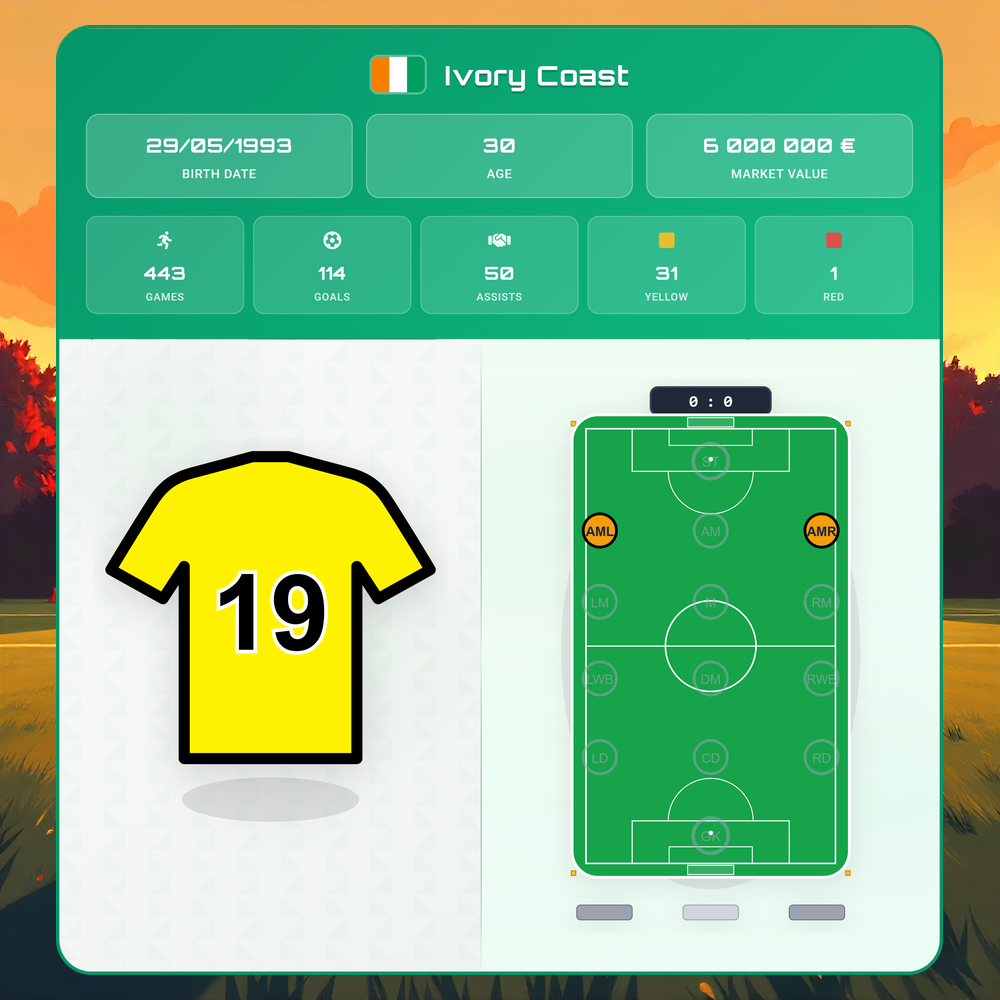 Ivory Coast
29/05/1993
BIRTH DATE
30
AGE
6 000 000 €
MARKET VALUE
443
GAMES
114
GOALS
50
ASSISTS
31
YELLOW
1
RED
19
0 : 0
ST
AML
AM
AMR
LM
M
RM
LWB
DM
RWB
LD
CD
RD
GK